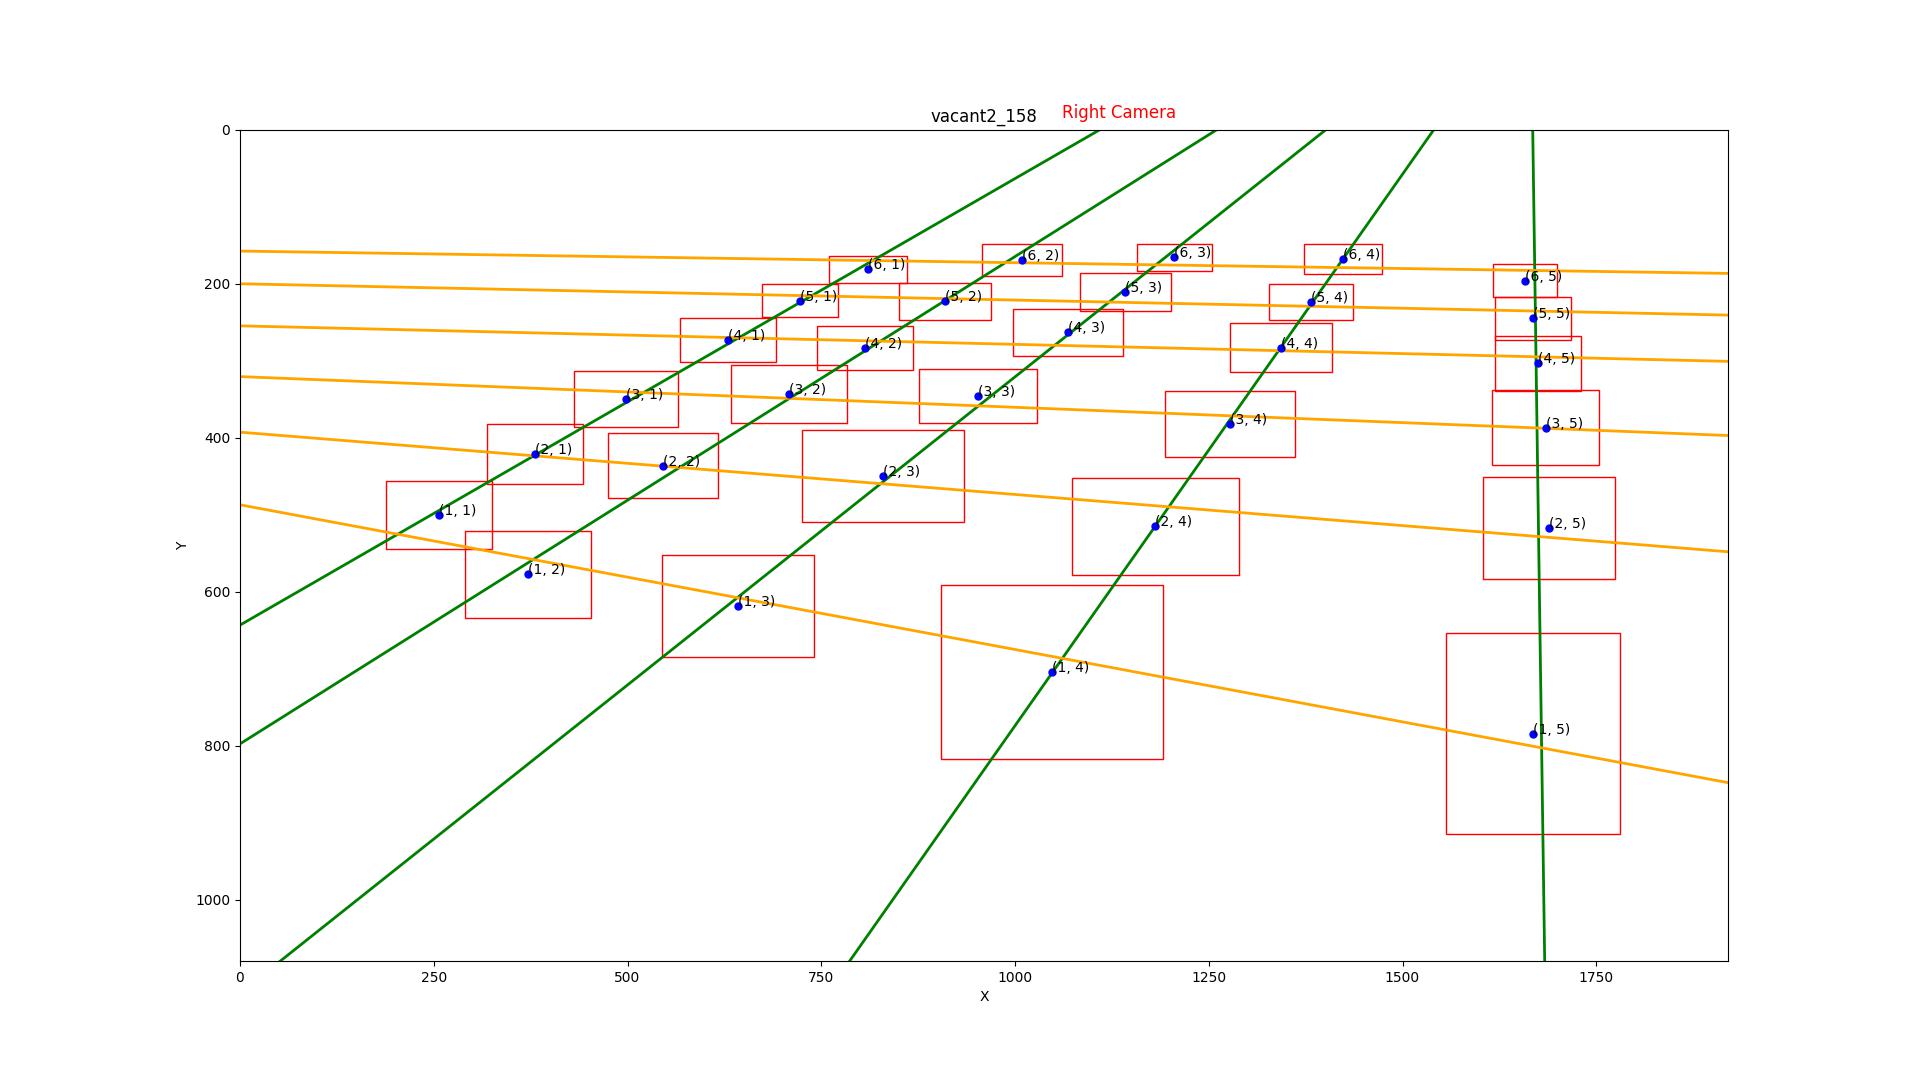 vacant2_158 Right Camera
0
(6, 1) (6, 2) (6, 3) (6, 4) (6, 5)
200
(5, 1) (5, 2) (5, 3) (5, 4) (5, 5)
(4, 1) (4, 2) (4, 3) (4, 4) (4, 5)
(3, 1) (3, 2) (3, 3) (3, 4) (3, 5)
400
(2, 1) (2, 2) (2, 3) (2, 4) (2, 5)
(1, 1) (1, 2) (1, 3) (1, 4) (1, 5)
Y
600
800
1000
0 250 500 750 1000 1250 1500 1750
X